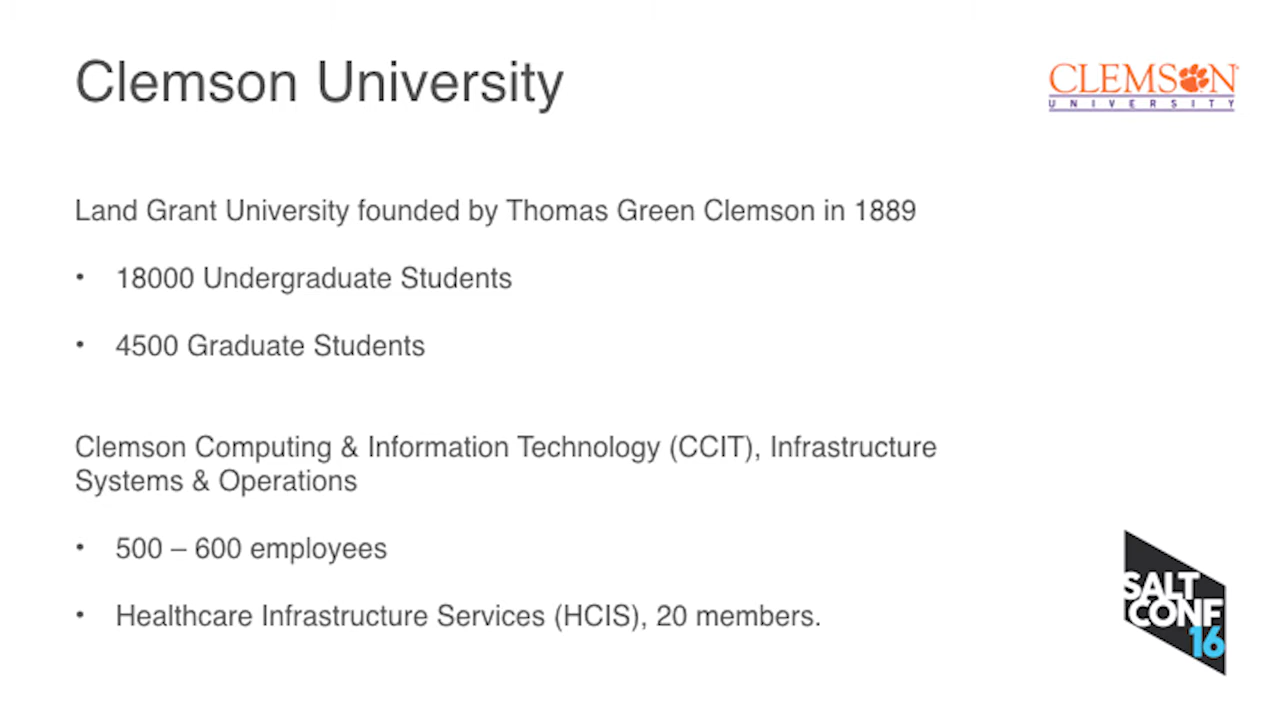 Clemson University
CLEMSON
UNIVERSITY
Land Grant University founded by Thomas Green Clemson in 1889
• 18000 Undergraduate Students
• 4500 Graduate Students
Clemson Computing & Information Technology (CCIT), Infrastructure
Systems & Operations
• 500 – 600 employees
• Healthcare Infrastructure Services (HCIS), 20 members.
SALT
CONF
16